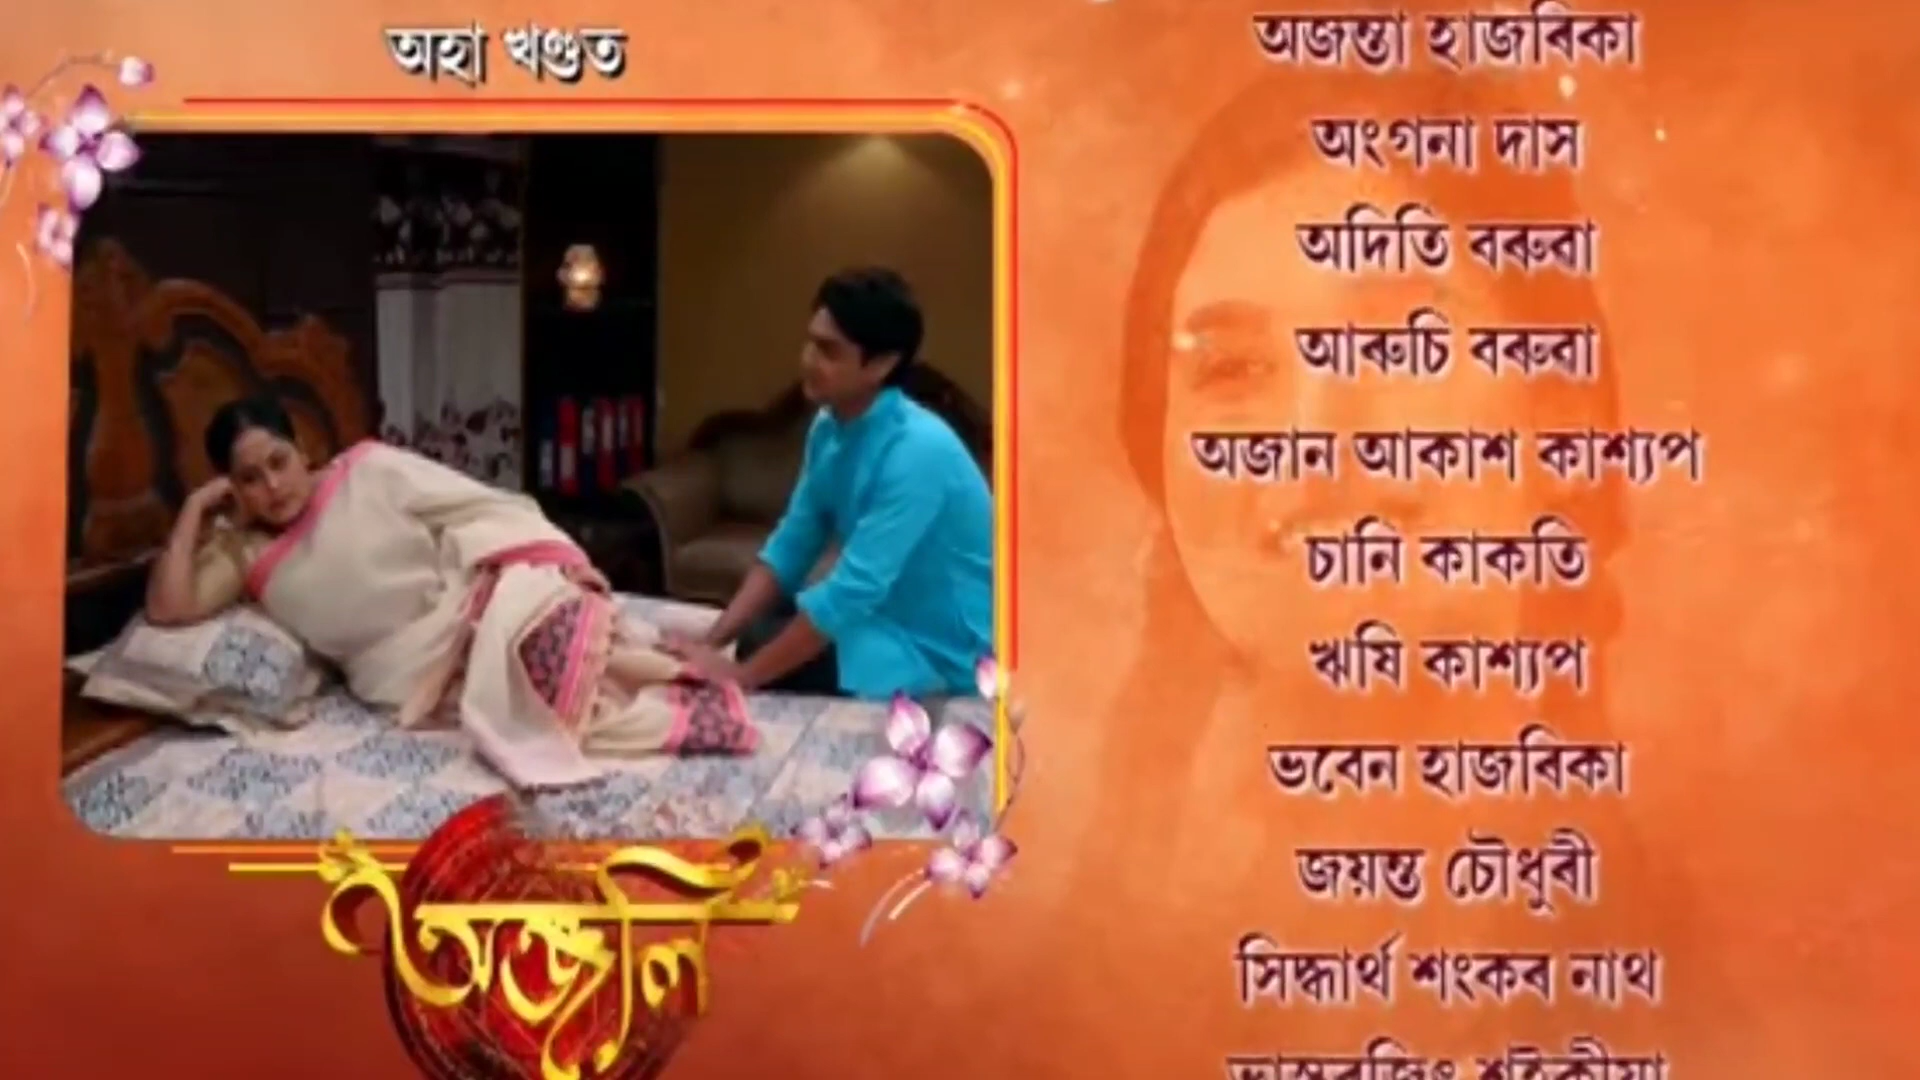 অহা খণ্ডত
অঞ্জলি
অজন্তা হাজৰিকা
অংগনা দাস
অদিতি বৰুৱা
আৰুচি বৰুৱা
অজান আকাশ কাশ্যপ
চানি কাকতি
ঋষি কাশ্যপ
ভবেন হাজৰিকা
জয়ন্ত চৌধুৰী
সিদ্ধাৰ্থ শংকৰ নাথ